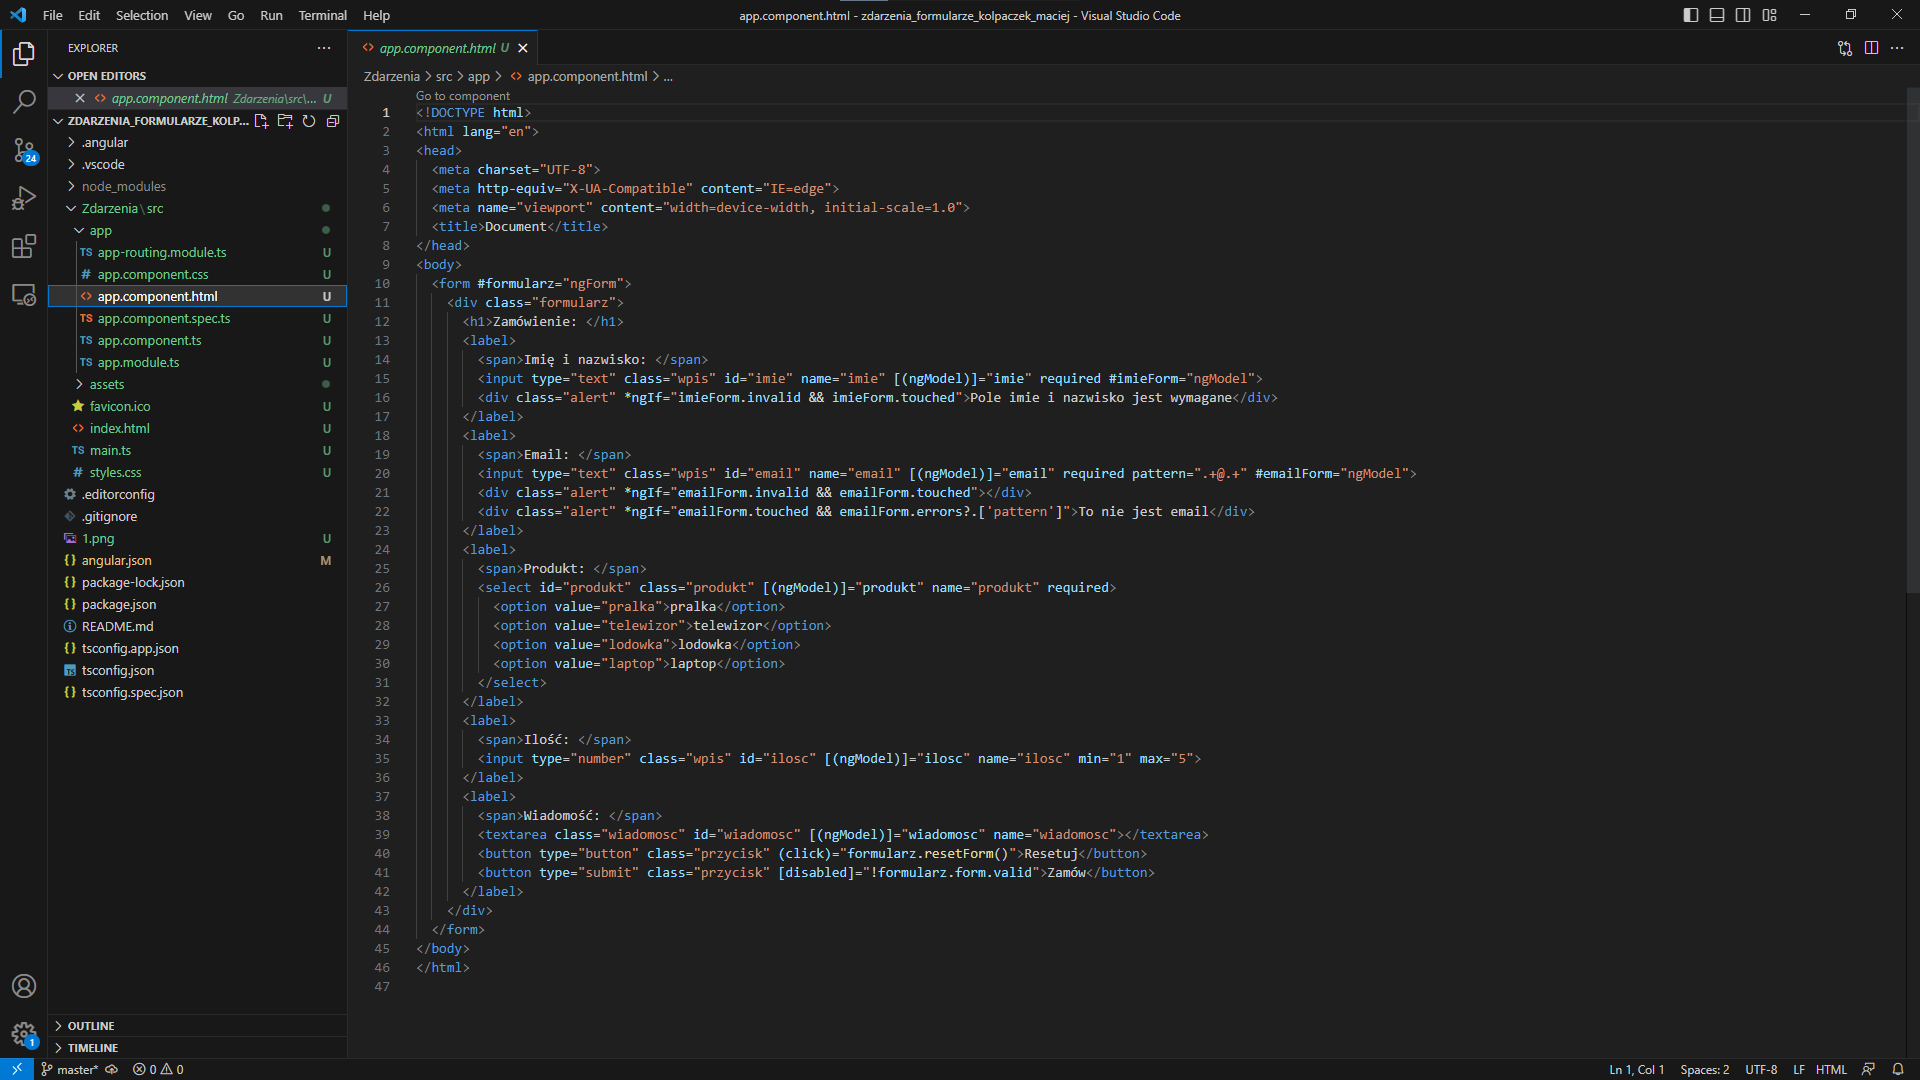 File Edit Selection View Go Run Terminal Help
app.component.html - zdarzenia_formularze_kolpaczek_maciej - Visual Studio Code
EXPLORER
OPEN EDITORS
app.component.html Zdarzenia\src\... U
ZDARZENIA_FORMULARZE_KOLP...
.angular
.vscode
node_modules
Zdarzenia\src
app
TS app-routing.module.ts U
# app.component.css U
<> app.component.html U
TS app.component.spec.ts U
TS app.component.ts U
TS app.module.ts U
assets
favicon.ico U
<> index.html U
TS main.ts U
# styles.css U
.editorconfig
.gitignore
1.png U
{} angular.json M
{} package-lock.json
{} package.json
README.md
{} tsconfig.app.json
TS tsconfig.json
{} tsconfig.spec.json
OUTLINE
TIMELINE
24
1
<> app.component.html U
Zdarzenia > src > app > <> app.component.html > ...
Go to component
1 <!DOCTYPE html>
2 <html lang="en">
3 <head>
4 <meta charset="UTF-8">
5 <meta http-equiv="X-UA-Compatible" content="IE=edge">
6 <meta name="viewport" content="width=device-width, initial-scale=1.0">
7 <title>Document</title>
8 </head>
9 <body>
10 <form #formularz="ngForm">
11 <div class="formularz">
12 <h1>Zamówienie: </h1>
13 <label>
14 <span>Imię i nazwisko: </span>
15 <input type="text" class="wpis" id="imie" name="imie" [(ngModel)]="imie" required #imieForm="ngModel">
16 <div class="alert" *ngIf="imieForm.invalid && imieForm.touched">Pole imie i nazwisko jest wymagane</div>
17 </label>
18 <label>
19 <span>Email: </span>
20 <input type="text" class="wpis" id="email" name="email" [(ngModel)]="email" required pattern=".+@.+" #emailForm="ngModel">
21 <div class="alert" *ngIf="emailForm.invalid && emailForm.touched"></div>
22 <div class="alert" *ngIf="emailForm.touched && emailForm.errors?.['pattern']">To nie jest email</div>
23 </label>
24 <label>
25 <span>Produkt: </span>
26 <select id="produkt" class="produkt" [(ngModel)]="produkt" name="produkt" required>
27 <option value="pralka">pralka</option>
28 <option value="telewizor">telewizor</option>
29 <option value="lodowka">lodowka</option>
30 <option value="laptop">laptop</option>
31 </select>
32 </label>
33 <label>
34 <span>Ilość: </span>
35 <input type="number" class="wpis" id="ilosc" [(ngModel)]="ilosc" name="ilosc" min="1" max="5">
36 </label>
37 <label>
38 <span>Wiadomość: </span>
39 <textarea class="wiadomosc" id="wiadomosc" [(ngModel)]="wiadomosc" name="wiadomosc"></textarea>
40 <button type="button" class="przycisk" (click)="formularz.resetForm()">Resetuj</button>
41 <button type="submit" class="przycisk" [disabled]="!formularz.form.valid">Zamów</button>
42 </label>
43 </div>
44 </form>
45 </body>
46 </html>
47
master* 0 0
Ln 1, Col 1 Spaces: 2 UTF-8 LF HTML